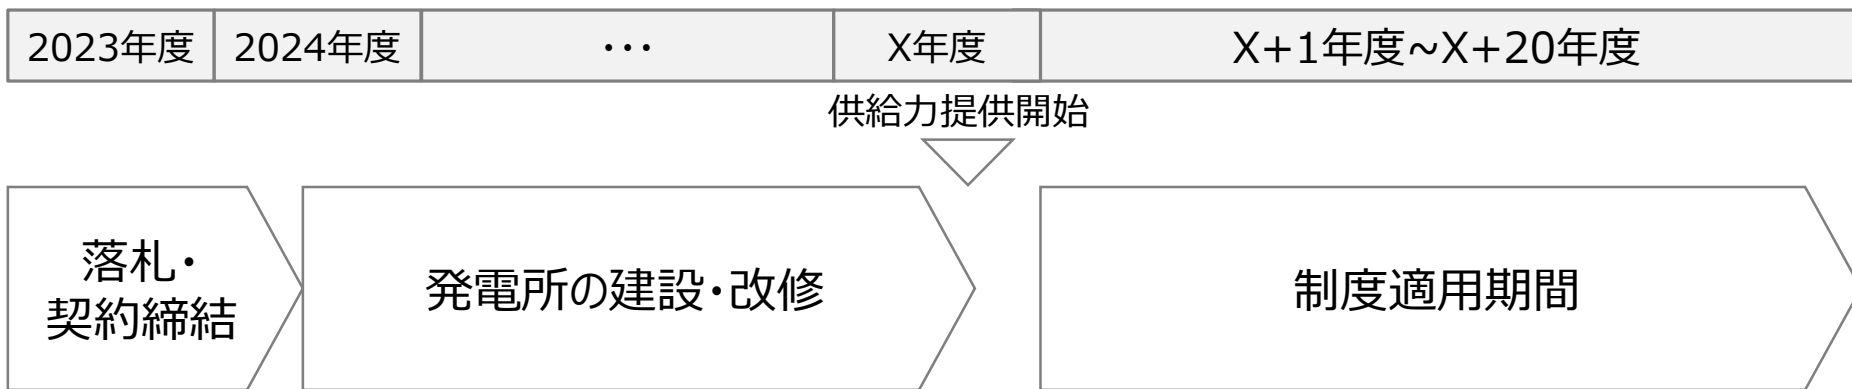 2023年度 2024年度 ・・・ X年度 X+1年度~X+20年度
供給力提供開始
落札・
契約締結
発電所の建設・改修
制度適用期間